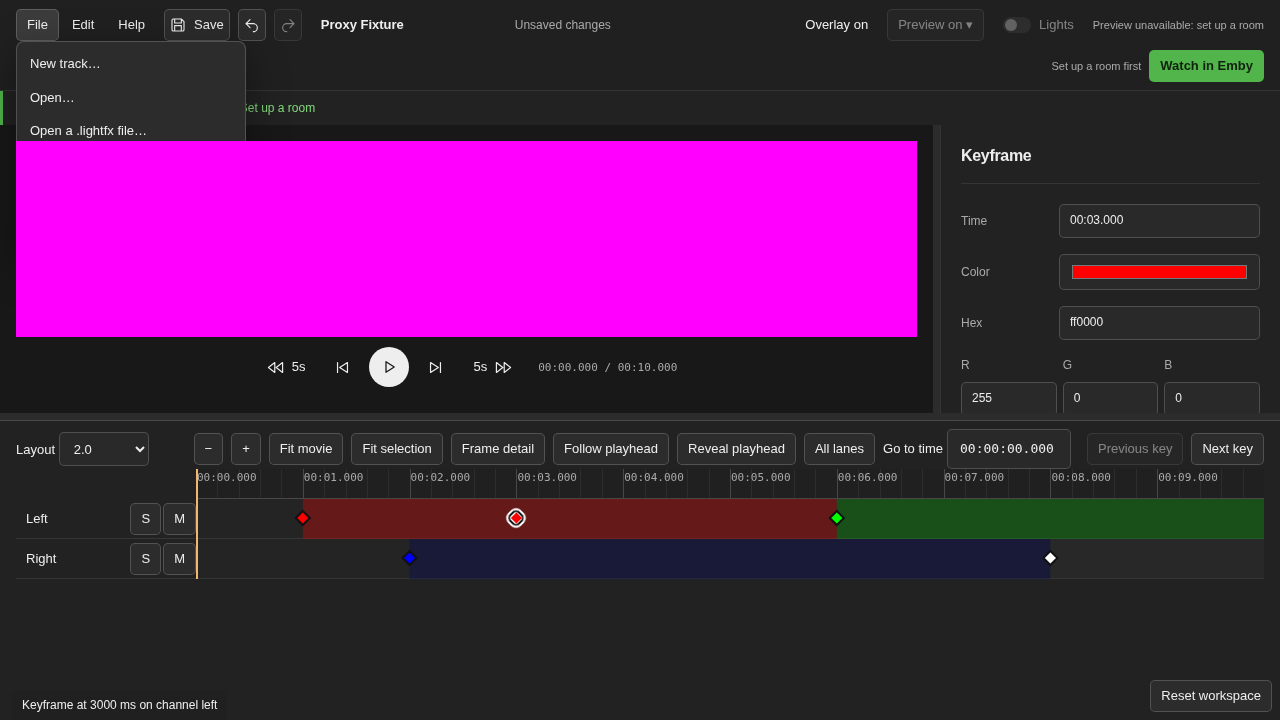 File Edit Help Save Proxy Fixture Unsaved changes Overlay on Preview on ▾ Lights Preview unavailable: set up a room
New track…
Set up a room first Watch in Emby
Open…
Set up a room
Open a .lightfx file…
Keyframe
Time 00:03.000
Color
Hex ff0000
R G B
255 0 0
5s 5s 00:00.000 / 00:10.000
Layout 2.0 − + Fit movie Fit selection Frame detail Follow playhead Reveal playhead All lanes Go to time 00:00:00.000 Previous key Next key
00:00.000 00:01.000 00:02.000 00:03.000 00:04.000 00:05.000 00:06.000 00:07.000 00:08.000 00:09.000
Left S M
Right S M
Reset workspace
Keyframe at 3000 ms on channel left